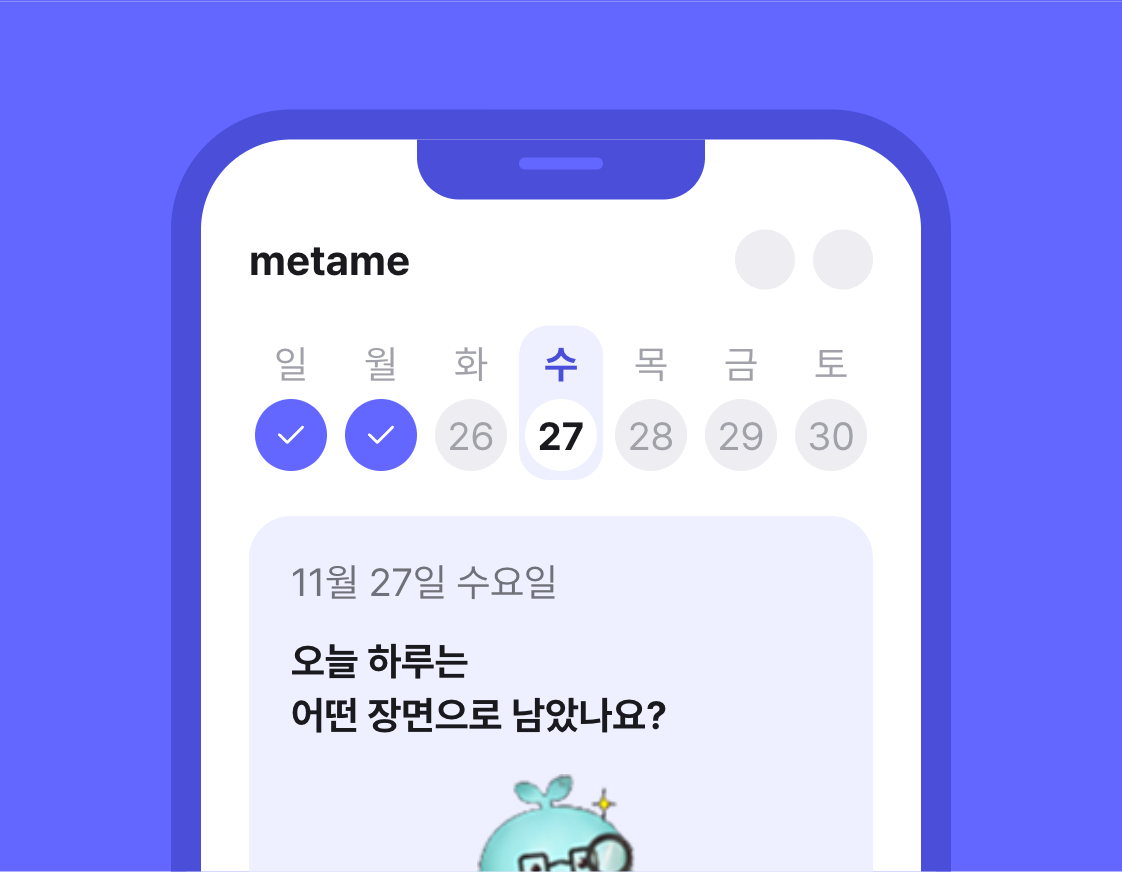 metame
일 월 화 수 목 금 토
26 27 28 29 30
11월 27일 수요일
오늘 하루는
어떤 장면으로 남았나요?